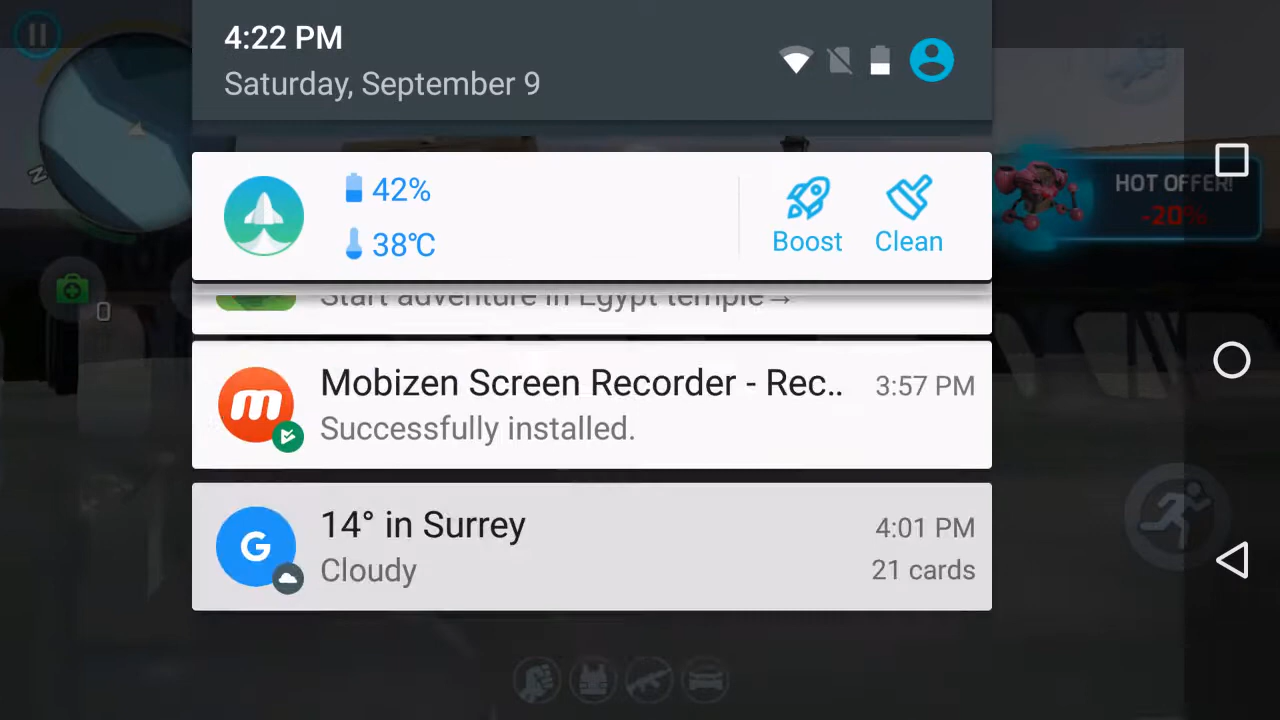 4:22 PM
Saturday, September 9
42%
38℃
Boost
Clean
HOT OFFER!
-20%
Start adventure in Egypt temple→
0
Mobizen Screen Recorder - Rec..
3:57 PM
Successfully installed.
14° in Surrey
4:01 PM
Cloudy
21 cards